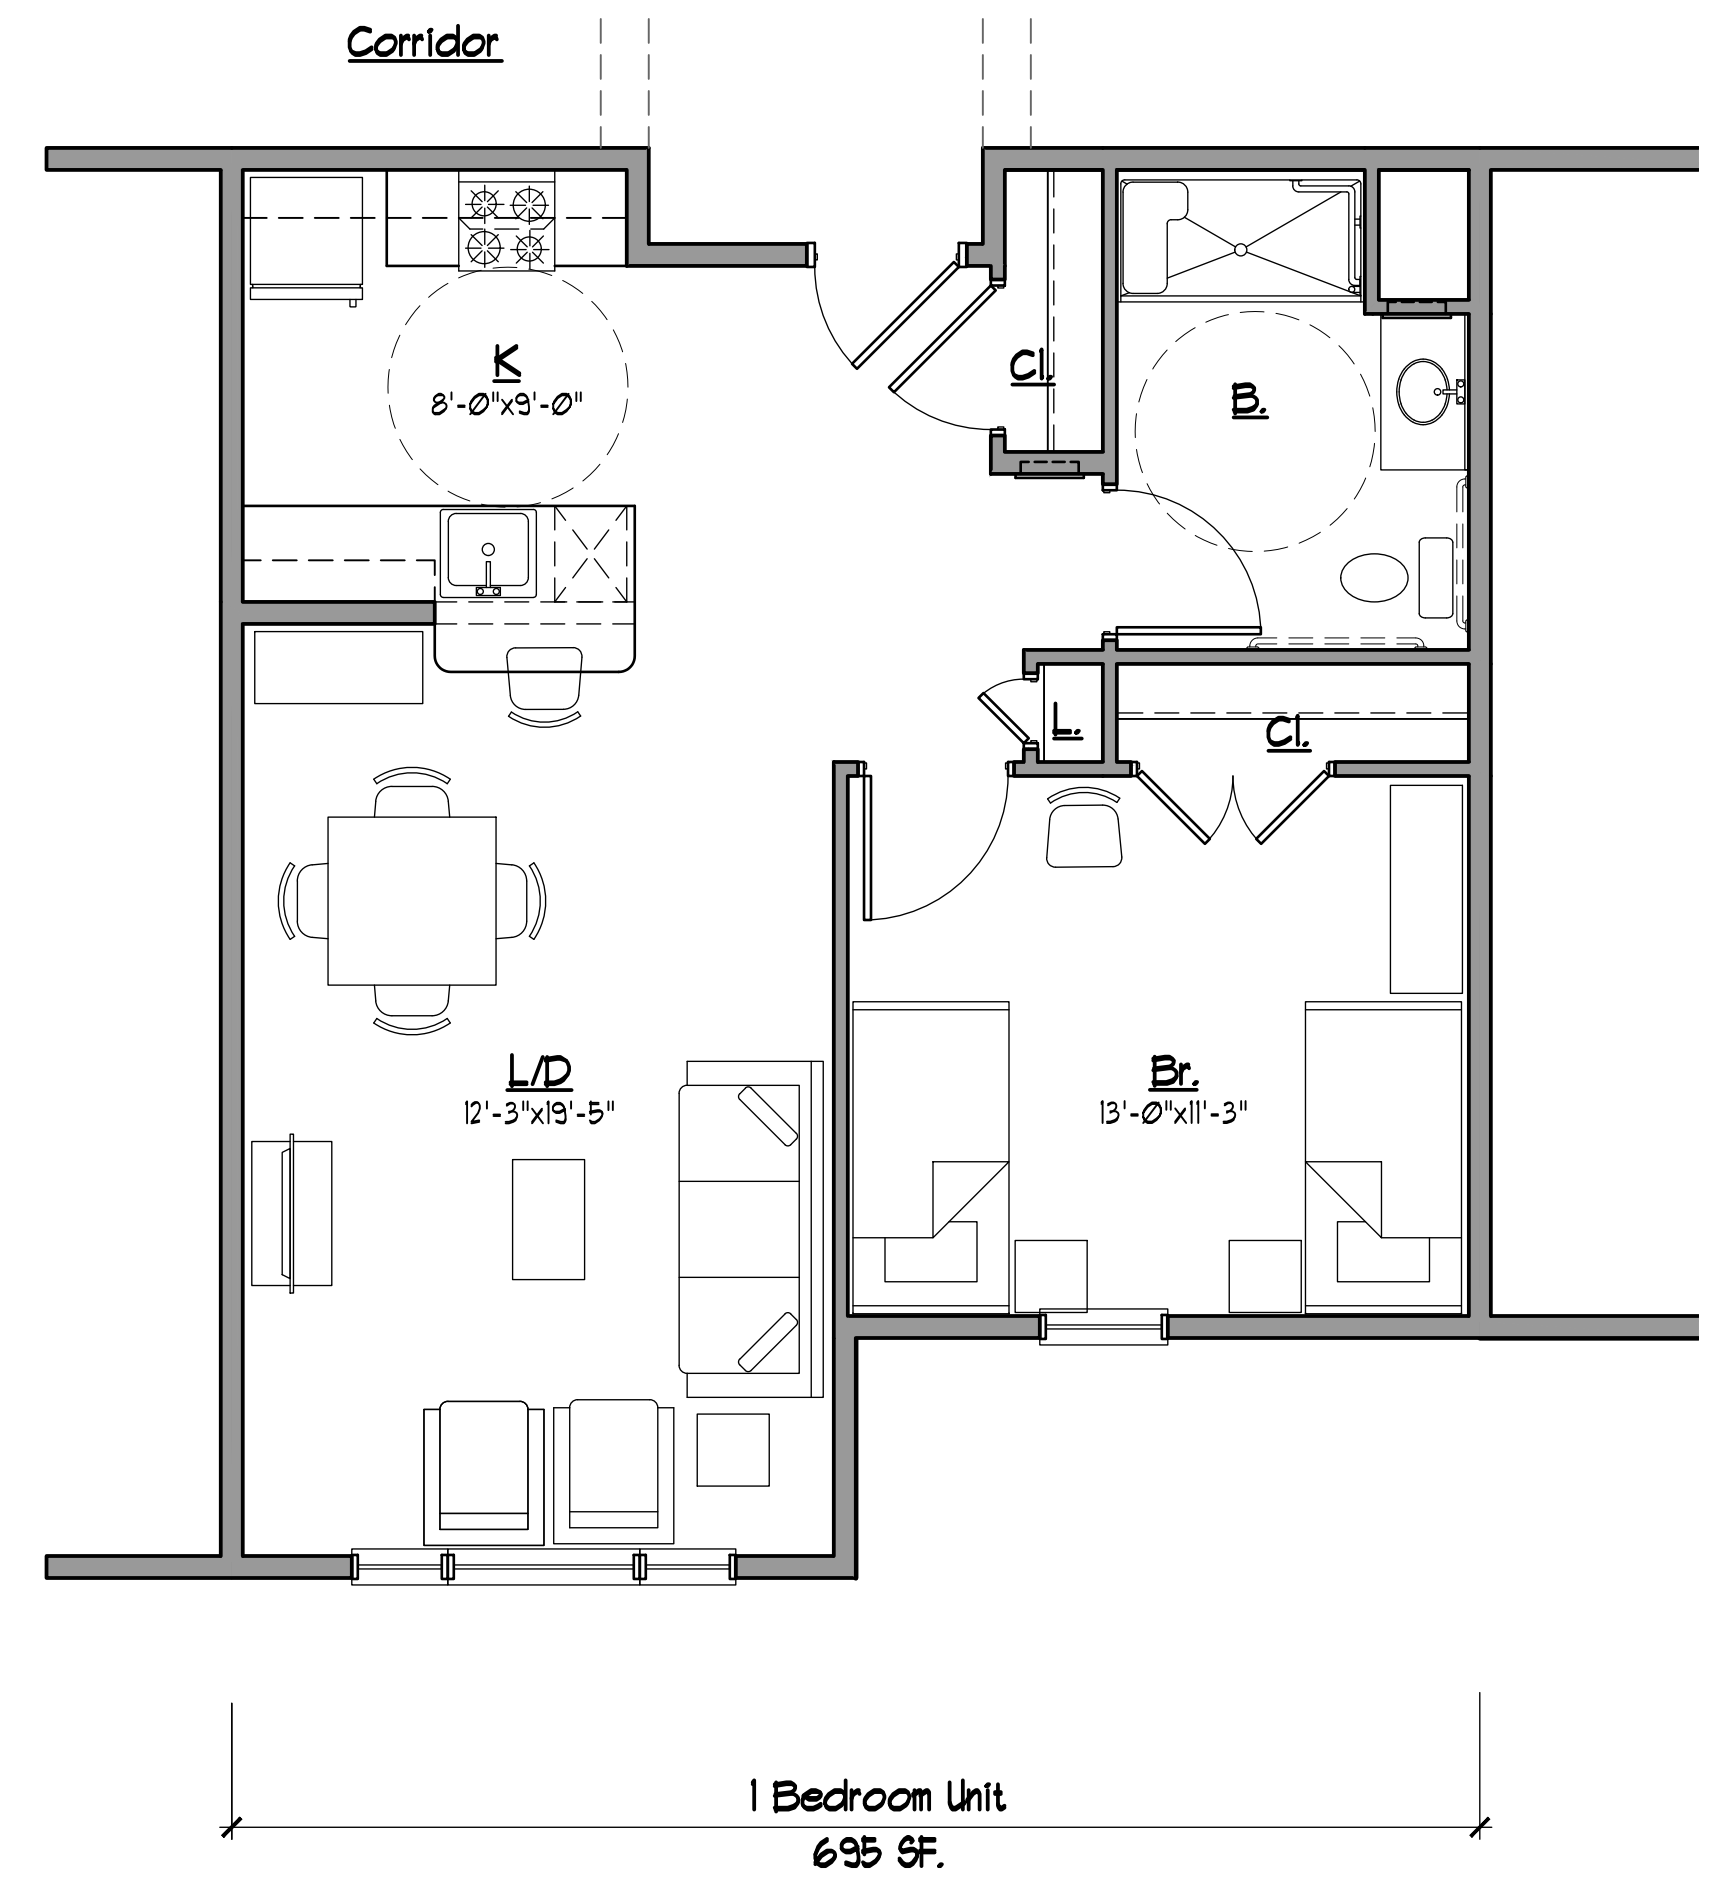 Corridor
K
8'-0"x9'-0"
Cl.
B.
L.
Cl.
L/D
12'-3"x19'-5"
Br.
13'-0"x11'-3"
1 Bedroom Unit
695 SF.